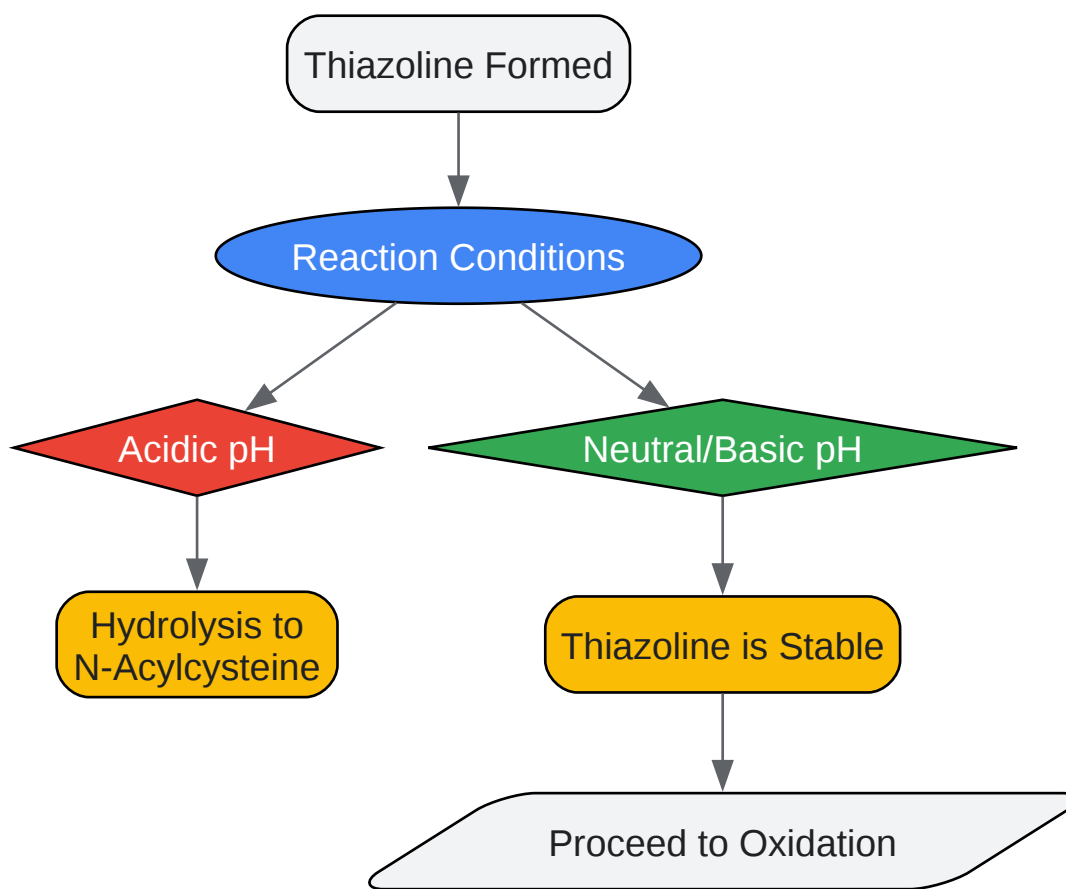 Thiazoline Formed
Reaction Conditions
Acidic pH
Neutral/Basic pH
Hydrolysis to
N-Acylcysteine
Thiazoline is Stable
Proceed to Oxidation